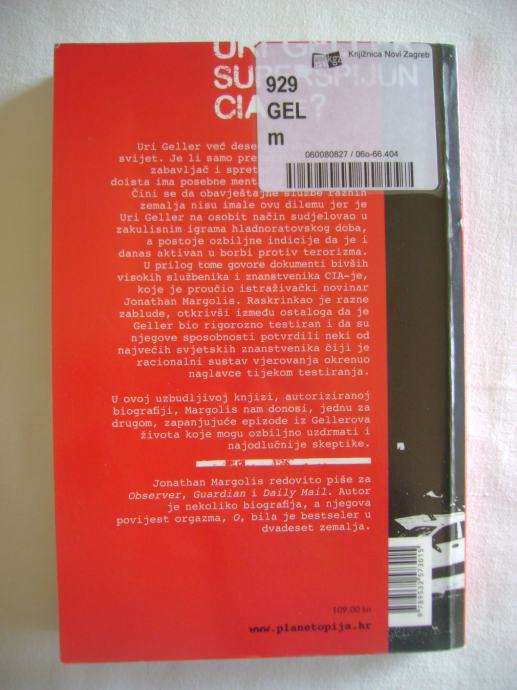 URI GELLER
SUPERŠPIJUN
CIA
?
Knjižnica Novi Zagreb
929
GEL
m
060080827 / 06o-66.404
Uri Geller već dese
svijet. Je li samo pre
zabavljač i spret
doista ima posebne ment
Čini se da obavještajne službe raznih
zemalja nisu imale ovu dilemu jer je
Uri Geller na osobit način sudjelovao u
zakulisnim igrama hladnoratovskog doba,
a postoje ozbiljne indicije da je i
danas aktivan u borbi protiv terorizma.
U prilog tome govore dokumenti bivših
visokih službenika i znanstvenika CIA-je,
koje je proučio istraživački novinar
Jonathan Margolis. Raskrinkao je razne
zablude, otkrivši između ostaloga da je
Geller bio rigorozno testiran i da su
njegove sposobnosti potvrdili neki od
najvećih svjetskih znanstvenika čiji je
racionalni sustav vjerovanja okrenuo
naglavce tijekom testiranja.
U ovoj uzbudljivoj knjizi, autoriziranoj
biografiji, Margolis nam donosi, jednu za
drugom, zapanjujuće epizode iz Gellerova
života koje mogu ozbiljno uzdrmati i
najodlučnije skeptike.
Jonathan Margolis redovito piše za
Observer, Guardian i Daily Mail. Autor
je nekoliko biografija, a njegova
povijest orgazma, O, bila je bestseler u
dvadeset zemalja.
109,00 kn
www.planetopija.hr
9 789532 573015